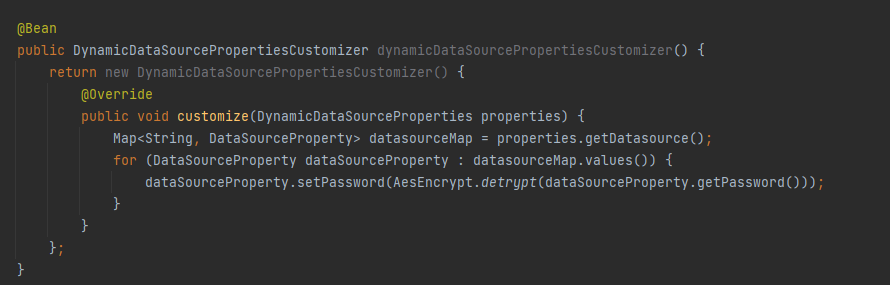 @Bean
public DynamicDataSourcePropertiesCustomizer dynamicDataSourcePropertiesCustomizer() {
    return new DynamicDataSourcePropertiesCustomizer() {
        @Override
        public void customize(DynamicDataSourceProperties properties) {
            Map<String, DataSourceProperty> datasourceMap = properties.getDatasource();
            for (DataSourceProperty dataSourceProperty : datasourceMap.values()) {
                dataSourceProperty.setPassword(AesEncrypt.detrypt(dataSourceProperty.getPassword()));
            }
        }
    };
}